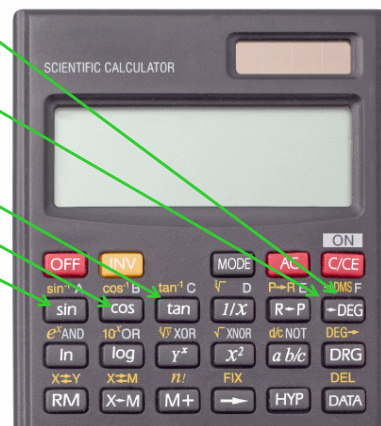 SCIENTIFIC CALCULATOR
ON
OFF INV MODE AC C/CE
sin⁻¹ A cos⁻¹ B tan⁻¹ C ∛ D P→R E DMS F
sin cos tan 1/X R→P →DEG
eˣ AND 10ˣ OR ˣ√y XOR √ XNOR d/c NOT DEG→
ln log Yˣ X² a b/c DRG
X⇄Y X⇄M n! FIX DEL
RM X→M M+ → HYP DATA